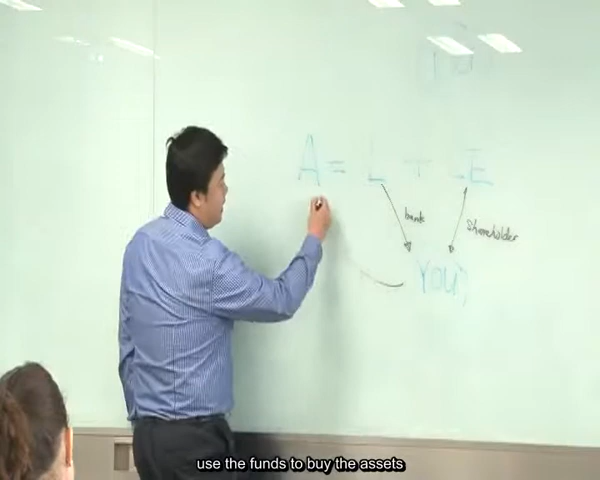 A = L + E
bank
Shareholder
YOU
use the funds to buy the assets